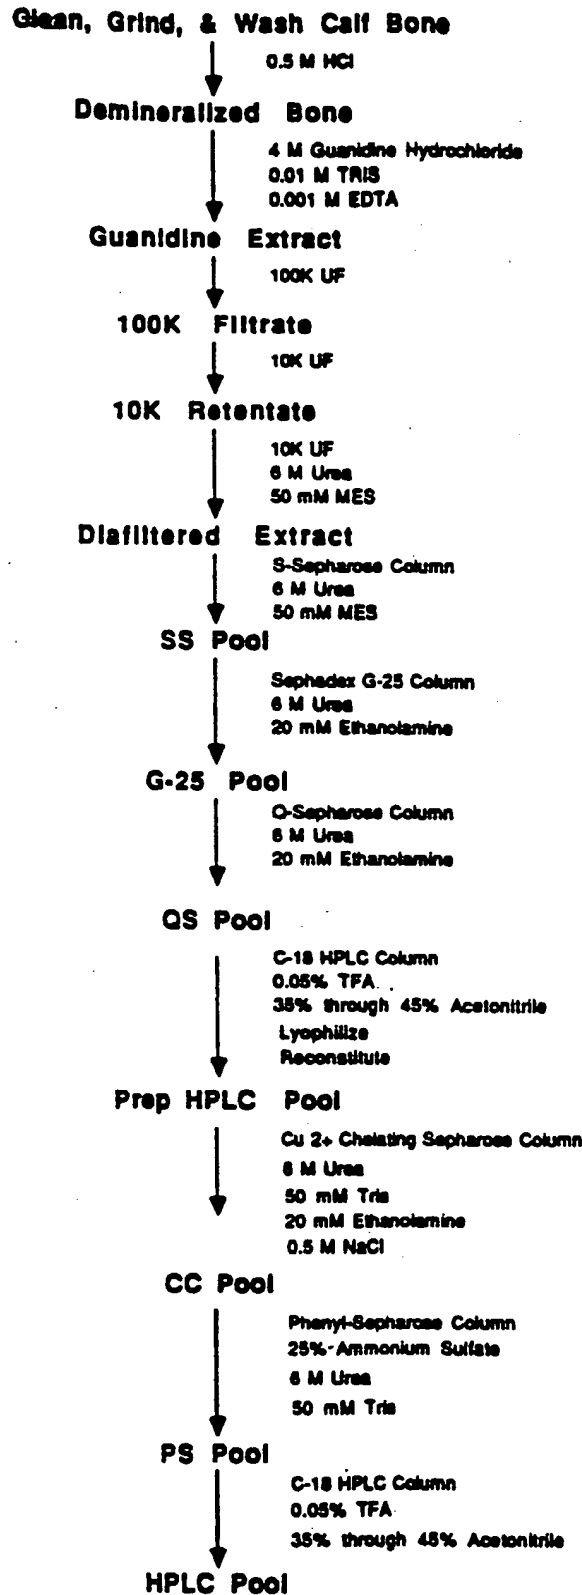 Clean, Grind, & Wash Calf Bone
0.5 M HCl
Demineralized Bone
4 M Guanidine Hydrochloride
0.01 M TRIS
0.001 M EDTA
Guanidine Extract
100K UF
100K Filtrate
10K UF
10K Retentate
10K UF
6 M Urea
50 mM MES
Diafiltered Extract
S-Sepharose Column
6 M Urea
50 mM MES
SS Pool
Sephadex G-25 Column
6 M Urea
20 mM Ethanolamine
G-25 Pool
Q-Sepharose Column
6 M Urea
20 mM Ethanolamine
QS Pool
C-18 HPLC Column
0.05% TFA
35% through 45% Acetonitrile
Lyophilize
Reconstitute
Prep HPLC Pool
Cu 2+ Chelating Sepharose Column
6 M Urea
50 mM Tris
20 mM Ethanolamine
0.5 M NaCl
CC Pool
Phenyl-Sepharose Column
25% Ammonium Sulfate
6 M Urea
50 mM Tris
PS Pool
C-18 HPLC Column
0.05% TFA
35% through 45% Acetonitrile
HPLC Pool